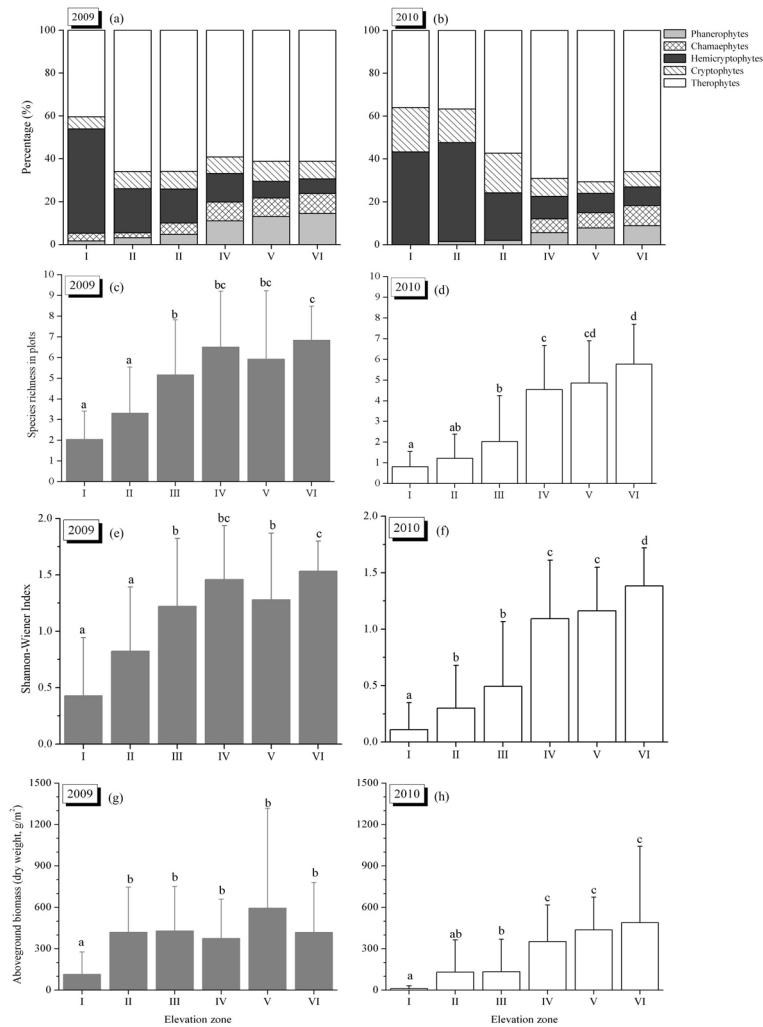 2009 (a)
100
80
60
40
20
0
Percentage (%)
I II II IV V VI
2010 (b)
100
80
60
40
20
0
I II II IV V VI
Phanerophytes
Chamaephytes
Hemicryptophytes
Cryptophytes
Therophytes
2009 (c)
10
9
8
7
6
5
4
3
2
1
0
Species richness in plots
a a b bc bc c
I II III IV V VI
2010 (d)
10
9
8
7
6
5
4
3
2
1
0
a ab b c cd d
I II III IV V VI
2009 (e)
2.0
1.5
1.0
0.5
0.0
Shannon-Wiener Index
a a b bc b c
I II III IV V VI
2010 (f)
2.0
1.5
1.0
0.5
0.0
a b b c c d
I II III IV V VI
2009 (g)
1500
1200
900
600
300
0
Aboveground biomass (dry weight, g/m²)
a b b b b b
I II III IV V VI
Elevation zone
2010 (h)
1500
1200
900
600
300
0
a ab b c c c
I II III IV V VI
Elevation zone